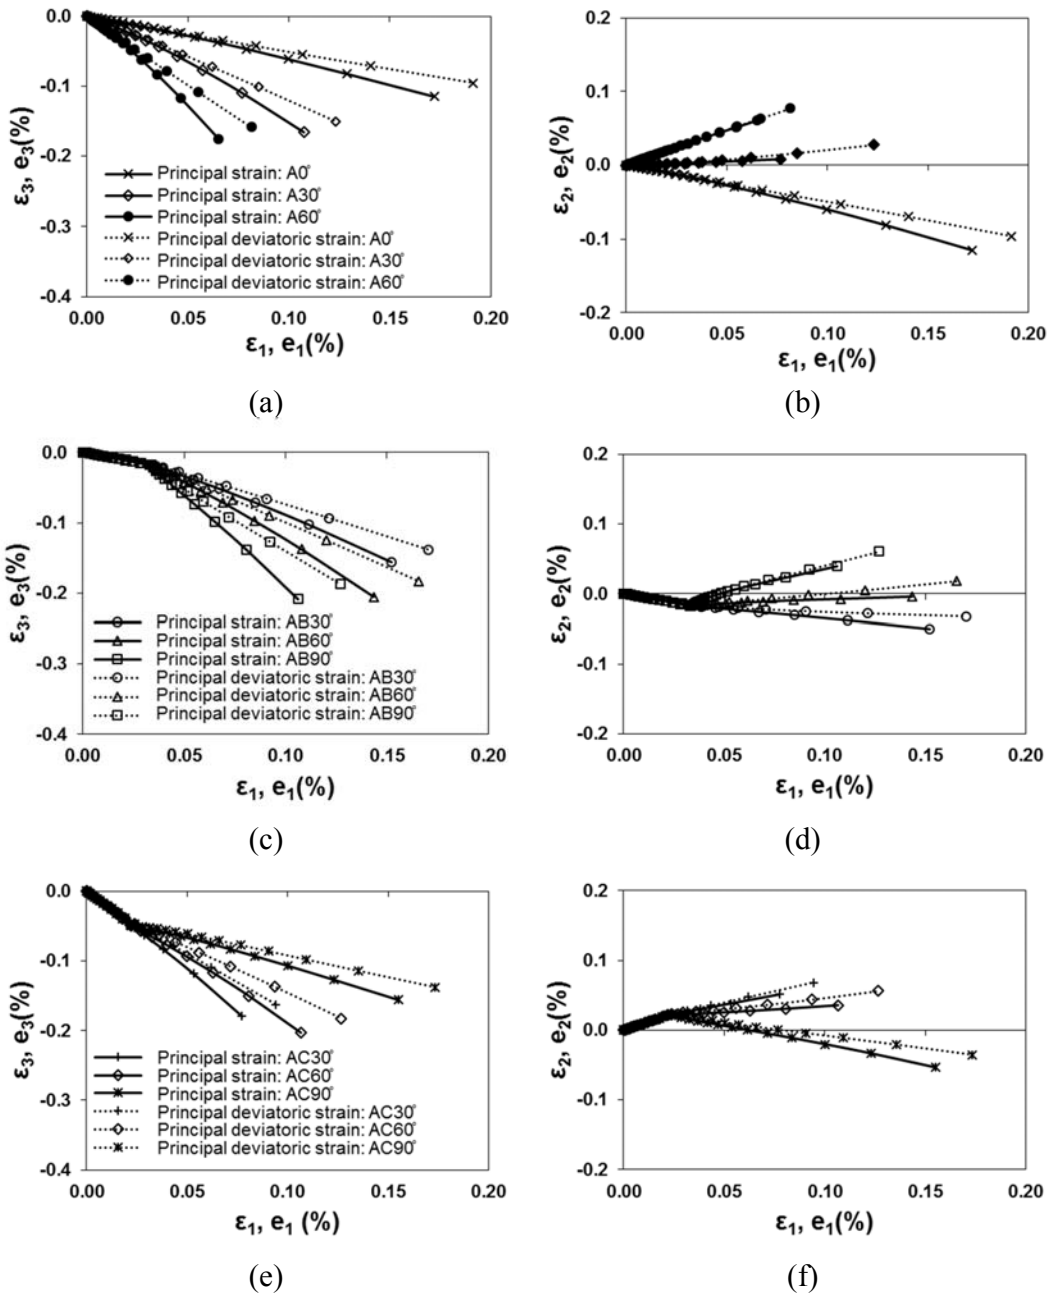 0.0
-0.1
-0.2
-0.3
-0.4
ε3, e3(%)
Principal strain: A0°
Principal strain: A30°
Principal strain: A60°
Principal deviatoric strain: A0°
Principal deviatoric strain: A30°
Principal deviatoric strain: A60°
0.00 0.05 0.10 0.15 0.20
ε1, e1(%)
(a)
0.2
0.1
0.0
-0.1
-0.2
ε2, e2(%)
0.00 0.05 0.10 0.15 0.20
ε1, e1(%)
(b)
0.0
-0.1
-0.2
-0.3
-0.4
ε3, e3(%)
Principal strain: AB30°
Principal strain: AB60°
Principal strain: AB90°
Principal deviatoric strain: AB30°
Principal deviatoric strain: AB60°
Principal deviatoric strain: AB90°
0.00 0.05 0.10 0.15 0.20
ε1, e1(%)
(c)
0.2
0.1
0.0
-0.1
-0.2
ε2, e2(%)
0.00 0.05 0.10 0.15 0.20
ε1, e1(%)
(d)
0.0
-0.1
-0.2
-0.3
-0.4
ε3, e3(%)
Principal strain: AC30°
Principal strain: AC60°
Principal strain: AC90°
Principal deviatoric strain: AC30°
Principal deviatoric strain: AC60°
Principal deviatoric strain: AC90°
0.00 0.05 0.10 0.15 0.20
ε1, e1 (%)
(e)
0.2
0.1
0.0
-0.1
-0.2
ε2, e2(%)
0.00 0.05 0.10 0.15 0.20
ε1, e1(%)
(f)